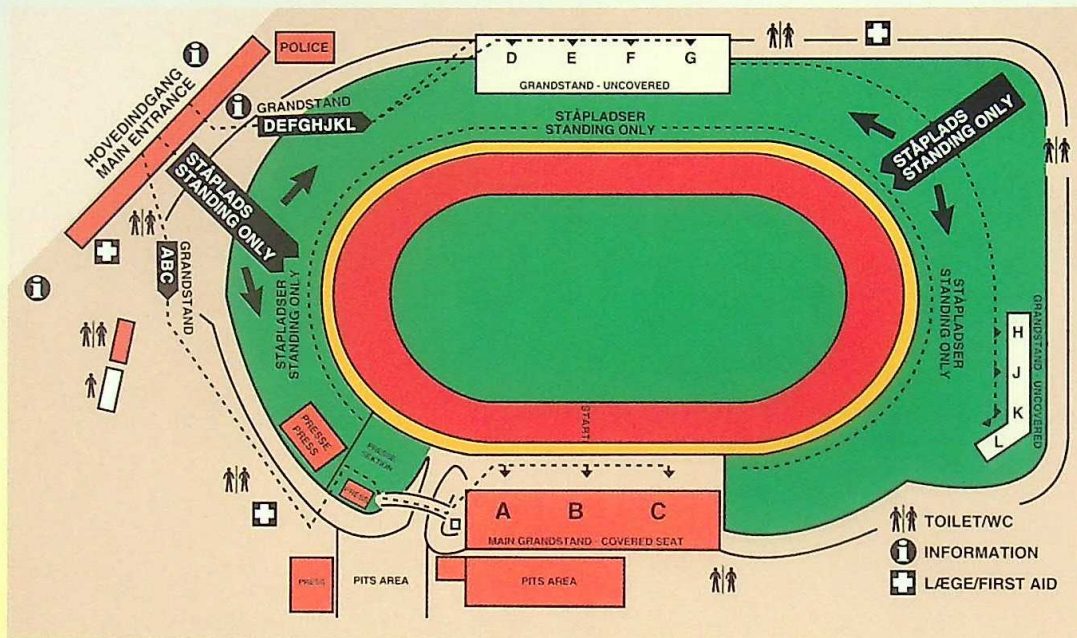 POLICE
HOVEDINDGANG
MAIN ENTRANCE
GRANDSTAND
DEFGHJKL
STÅPLADS
STANDING ONLY
GRANDSTAND
ABC
D E F G
GRANDSTAND - UNCOVERED
STÅPLADSER
STANDING ONLY
STÅPLADS
STANDING ONLY
STÅPLADSER
STANDING ONLY
STÅPLADSER
STANDING ONLY
GRANDSTAND - UNCOVERED
H
J
K
L
START
PRESSE
PRESS
PRESSE
SEKTION
PRESS
A B C
MAIN GRANDSTAND - COVERED SEAT
PRESS
PITS AREA
PITS AREA
TOILET/WC
i INFORMATION
LÆGE/FIRST AID